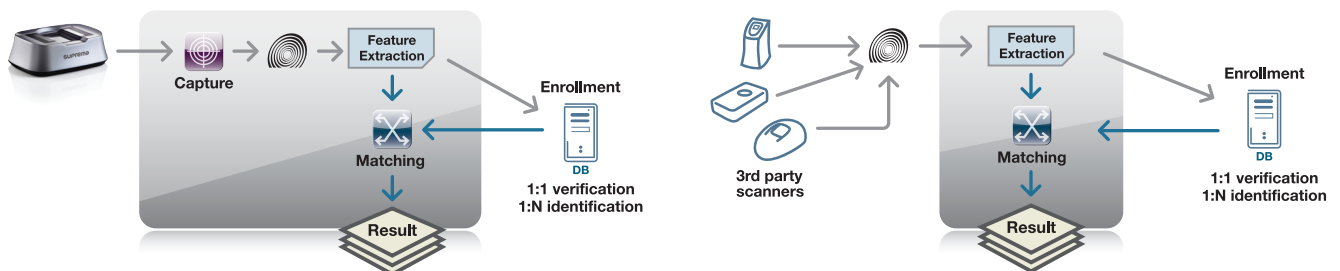 suprema
Capture
Feature
Extraction
Enrollment
Matching
DB
1:1 verification
1:N identification
Result
3rd party
scanners
Feature
Extraction
Enrollment
Matching
DB
1:1 verification
1:N identification
Result